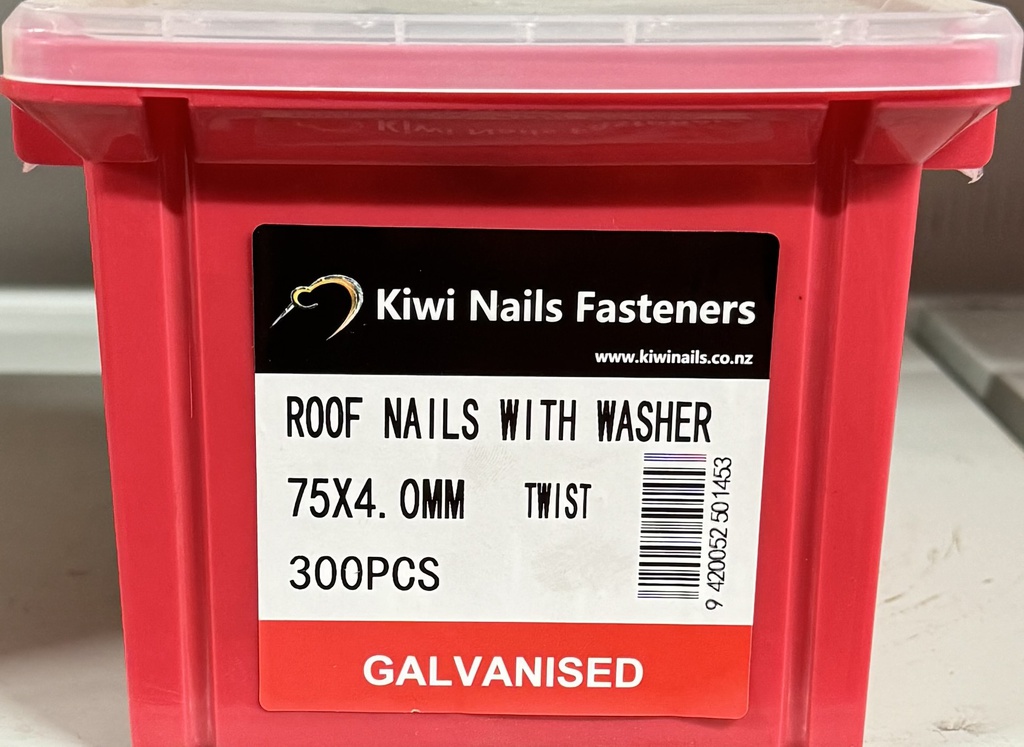 Kiwi Nails Fasteners
www.kiwinails.co.nz
ROOF NAILS WITH WASHER
75X4.0MM TWIST
300PCS
9 420052 501453
GALVANISED